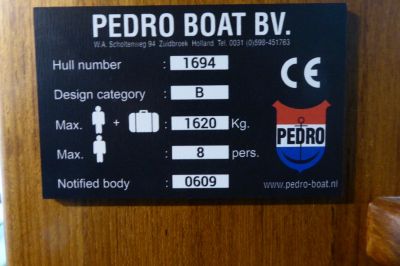 PEDRO BOAT BV.
W.A. Scholtenweg 94 Zuidbroek Holland Tel. 0031 (0)598-451763
Hull number : 1694
Design category : B
Max. + : 1620 Kg.
Max. : 8 pers.
Notified body : 0609
CE
PEDRO
www.pedro-boat.nl